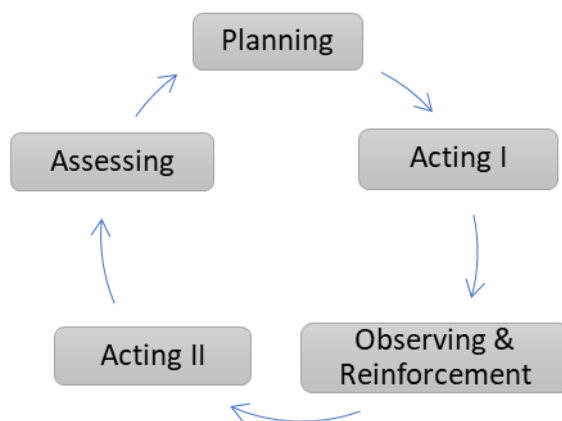 Planning
Acting I
Observing &
Reinforcement
Acting II
Assessing